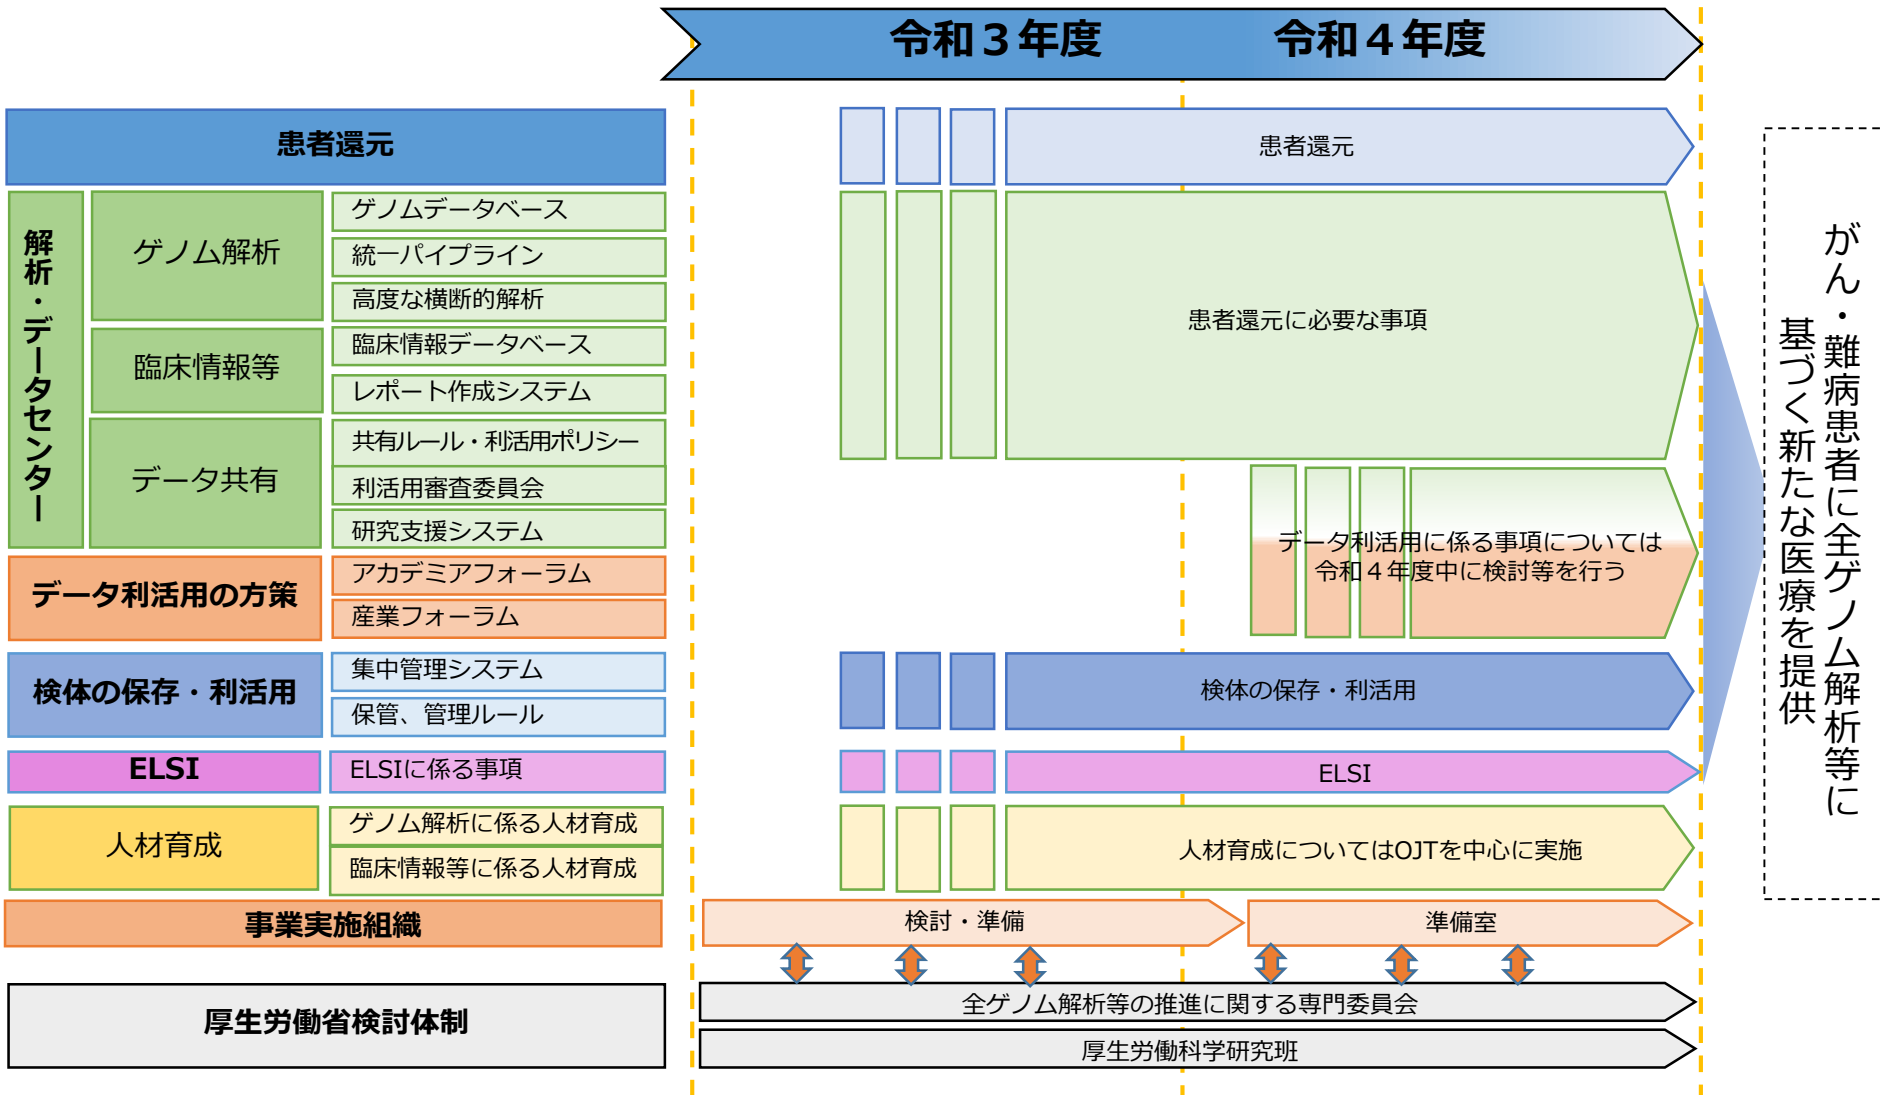 令和３年度
令和４年度
患者還元
患者還元
解析・データセンター
ゲノム解析
ゲノムデータベース
統一パイプライン
高度な横断的解析
臨床情報等
臨床情報データベース
レポート作成システム
データ共有
共有ルール・利活用ポリシー
利活用審査委員会
研究支援システム
患者還元に必要な事項
データ利活用の方策
アカデミアフォーラム
産業フォーラム
データ利活用に係る事項については
令和４年度中に検討等を行う
検体の保存・利活用
集中管理システム
保管、管理ルール
検体の保存・利活用
ELSI
ELSIに係る事項
ELSI
人材育成
ゲノム解析に係る人材育成
臨床情報等に係る人材育成
人材育成についてはOJTを中心に実施
事業実施組織
検討・準備
準備室
厚生労働省検討体制
全ゲノム解析等の推進に関する専門委員会
厚生労働科学研究班
がん・難病患者に全ゲノム解析等に
基づく新たな医療を提供